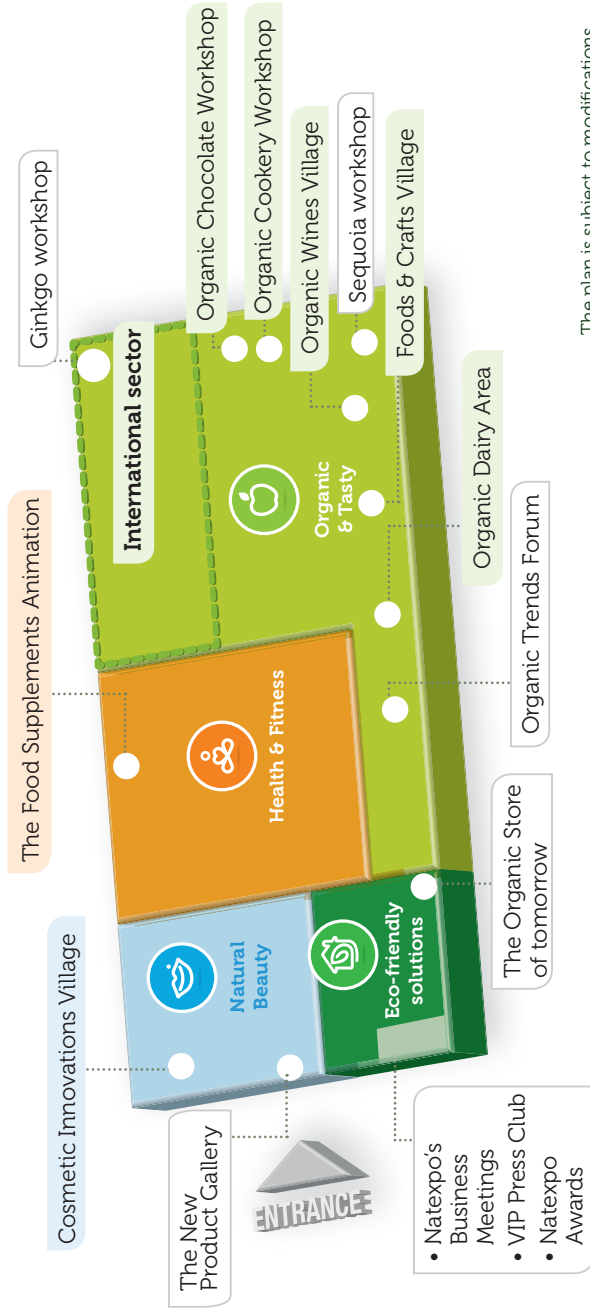 Cosmetic Innovations Village
The Food Supplements Animation
Ginkgo workshop
The New
Product Gallery
ENTRANCE
• Natexpo's
Business
Meetings
• VIP Press Club
• Natexpo
Awards
Natural
Beauty
Eco-friendly
solutions
Health & Fitness
International sector
Organic
& Tasty
Organic Chocolate Workshop
Organic Cookery Workshop
Organic Wines Village
Sequoia workshop
Foods & Crafts Village
Organic Dairy Area
Organic Trends Forum
The Organic Store
of tomorrow
The plan is subject to modifications